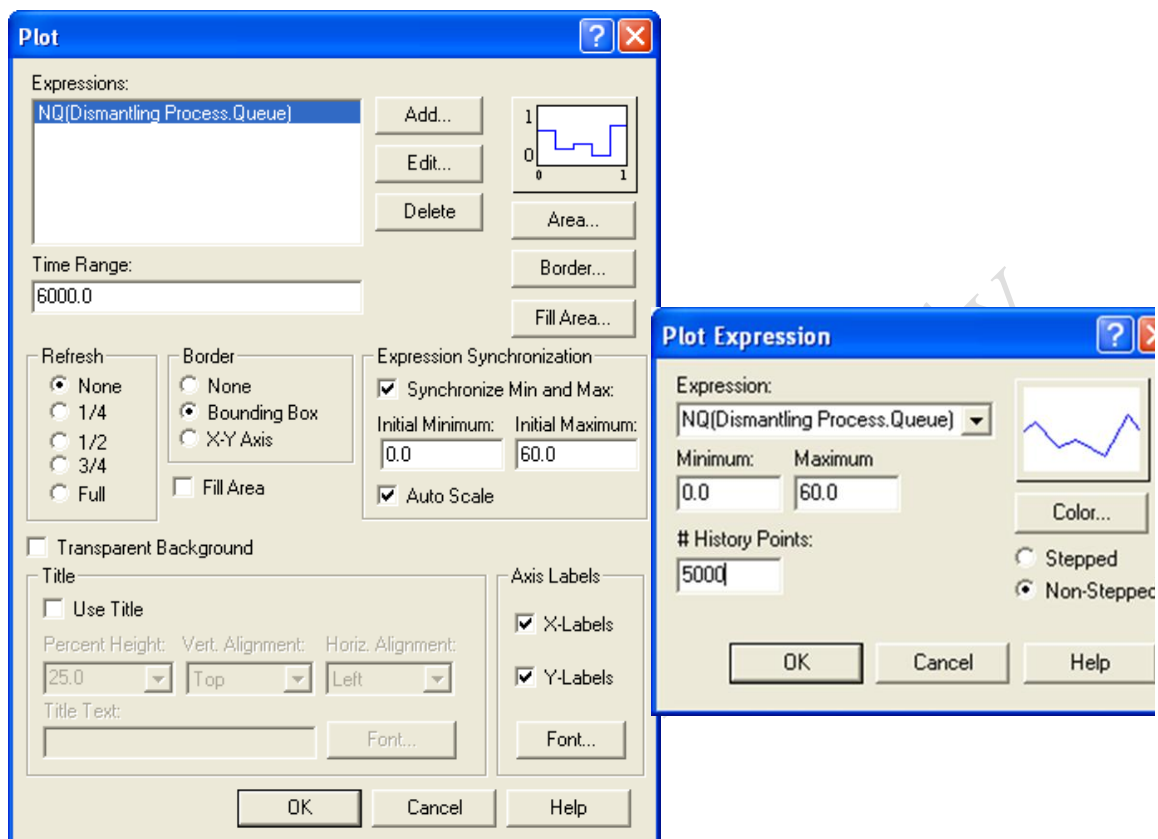 Plot
Expressions:
NQ(Dismantling Process.Queue)
Add...
Edit...
Delete
1
0
0 1
Area...
Border...
Fill Area...
Time Range:
6000.0
Refresh
None
1/4
1/2
3/4
Full
Border
None
Bounding Box
X-Y Axis
Fill Area
Expression Synchronization
Synchronize Min and Max:
Initial Minimum: Initial Maximum:
0.0 60.0
Auto Scale
Transparent Background
Title
Use Title
Percent Height: Vert. Alignment: Horiz. Alignment:
25.0 Top Left
Title Text:
Font...
Axis Labels
X-Labels
Y-Labels
Font...
OK Cancel Help
Plot Expression
Expression:
NQ(Dismantling Process.Queue)
Minimum: Maximum
0.0 60.0
# History Points:
5000
Color...
Stepped
Non-Stepped
OK Cancel Help